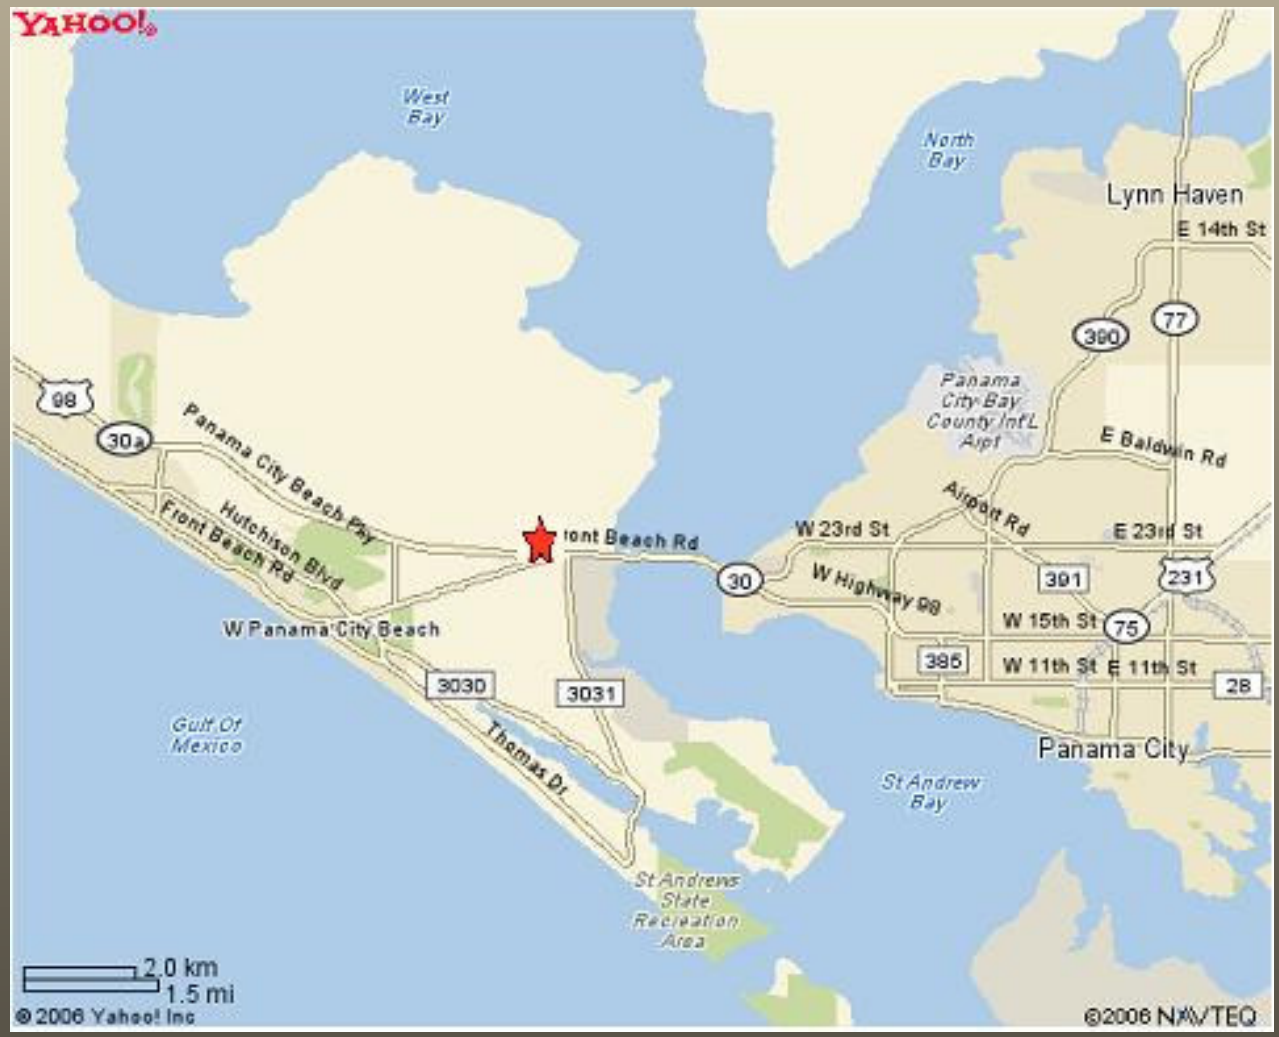 YAHOO!®
West
Bay
North
Bay
Lynn Haven
E 14th St
77
390
Panama
City-Bay
County Int'L
Aipt
98
30a
Panama City Beach Pky
E Baldwin Rd
Hutchison Blvd
Front Beach Rd
Airport Rd
ront Beach Rd
W 23rd St
E 23rd St
30
W Highway 98
391
231
W 15th St
75
W Panama City Beach
385
W 11th St
E 11th St
28
3030
3031
Gulf Of
Mexico
Thomas Dr
Panama City
St Andrew
Bay
St Andrews
State
Recreation
Area
2.0 km
1.5 mi
© 2006 Yahoo! Inc
©2006 NAVTEQ